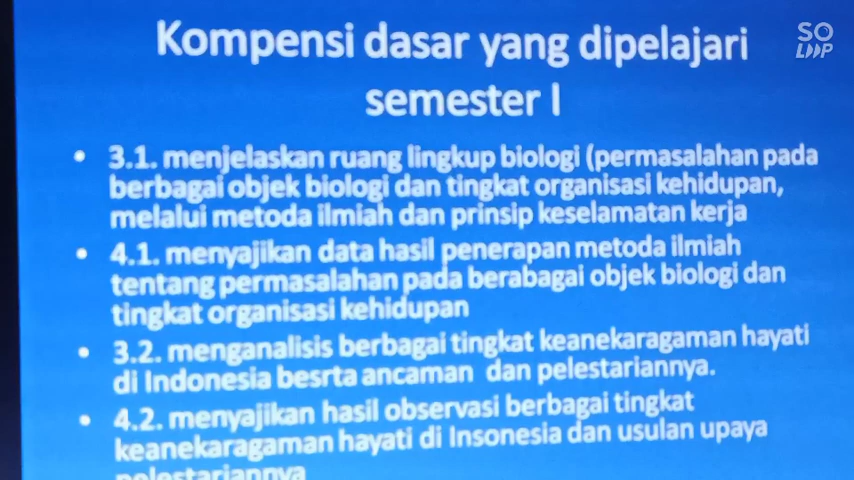 SO
LOOP
Kompensi dasar yang dipelajari
semester I
• 3.1. menjelaskan ruang lingkup biologi (permasalahan pada
berbagai objek biologi dan tingkat organisasi kehidupan,
melalui metoda ilmiah dan prinsip keselamatan kerja
• 4.1. menyajikan data hasil penerapan metoda ilmiah
tentang permasalahan pada berabagai objek biologi dan
tingkat organisasi kehidupan
• 3.2. menganalisis berbagai tingkat keanekaragaman hayati
di Indonesia besrta ancaman dan pelestariannya.
• 4.2. menyajikan hasil observasi berbagai tingkat
keanekaragaman hayati di Insonesia dan usulan upaya
pelestariannya